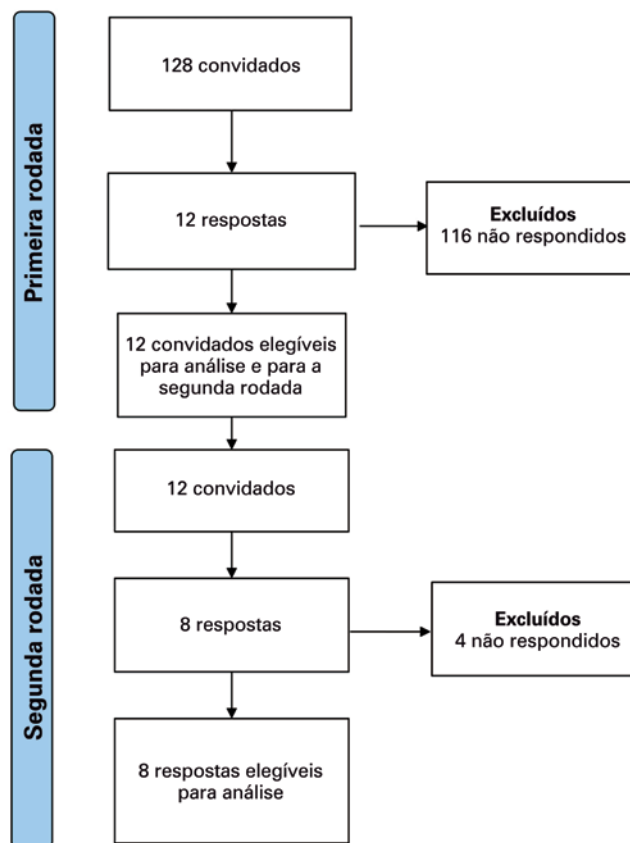 Primeira rodada
128 convidados
12 respostas
Excluídos
116 não respondidos
12 convidados elegíveis
para análise e para a
segunda rodada
Segunda rodada
12 convidados
8 respostas
Excluídos
4 não respondidos
8 respostas elegíveis
para análise